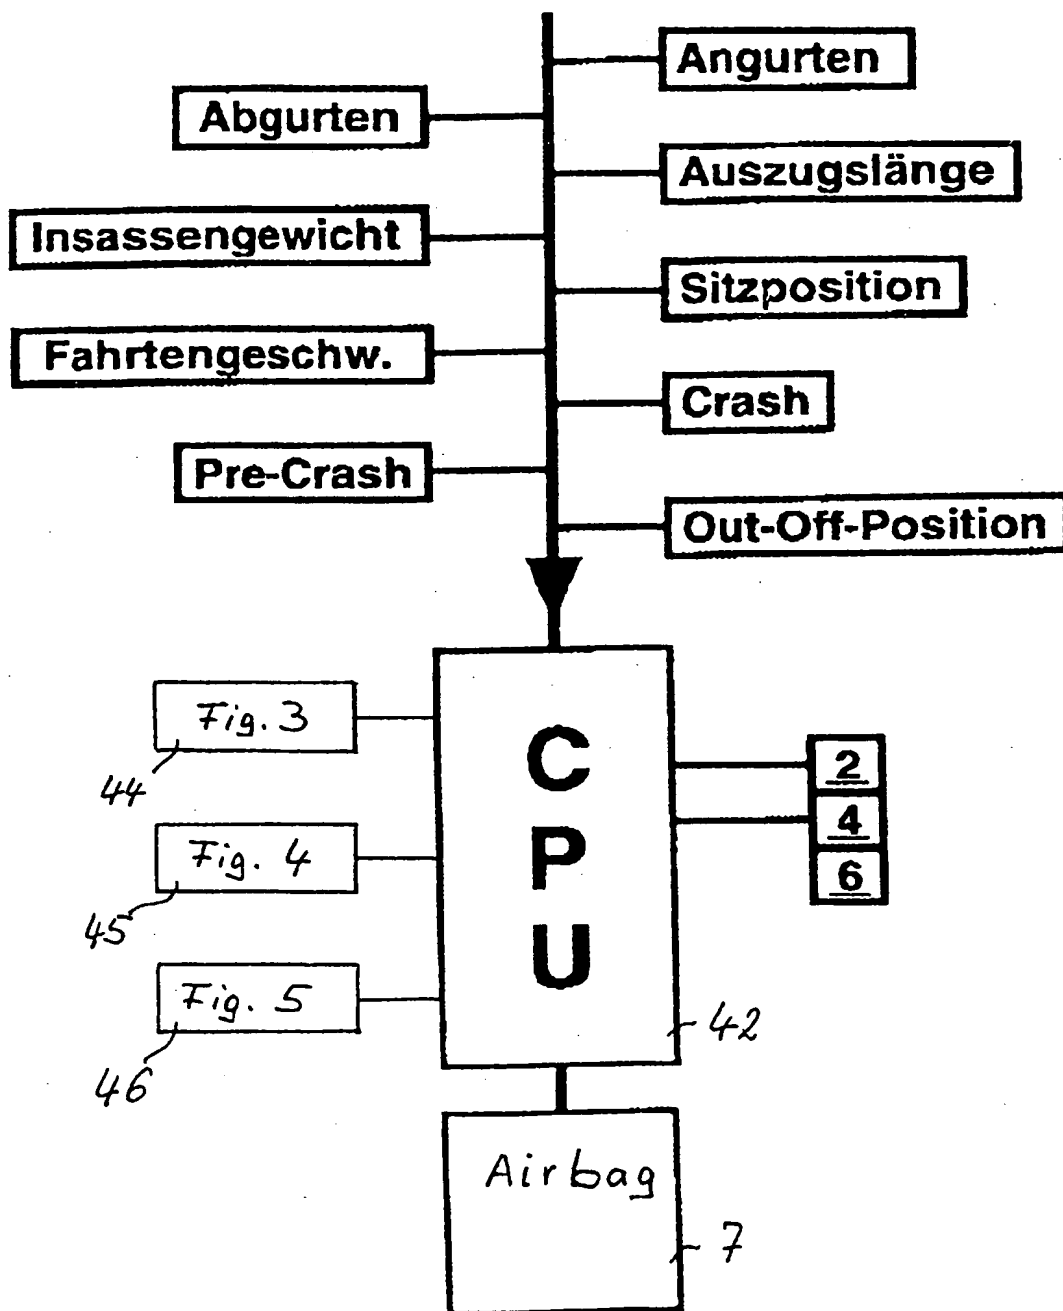 Angurten
Abgurten
Auszugslänge
Insassengewicht
Sitzposition
Fahrtengeschw.
Crash
Pre-Crash
Out-Off-Position
Fig. 3
44
Fig. 4
45
Fig. 5
46
C
P
U
42
2
4
6
Airbag
7